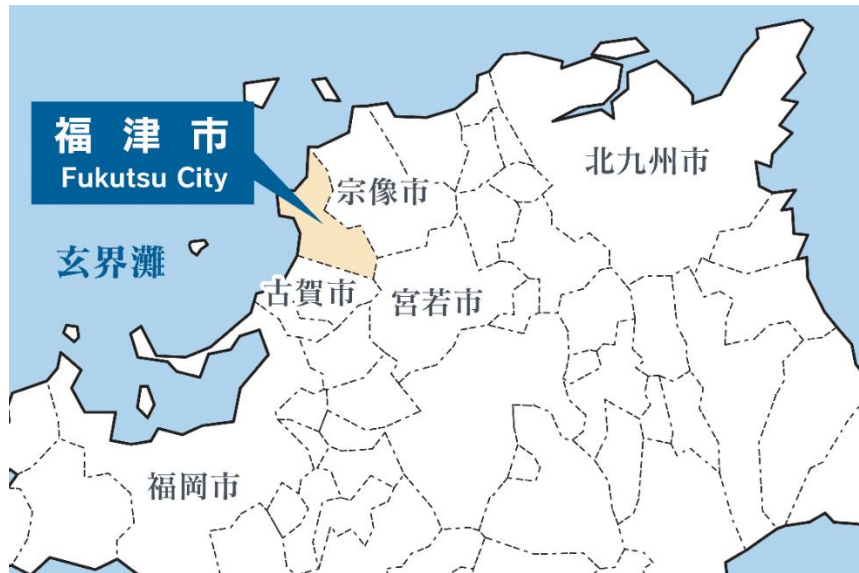 福津市
Fukutsu City
北九州市
宗像市
玄界灘
古賀市
宮若市
福岡市